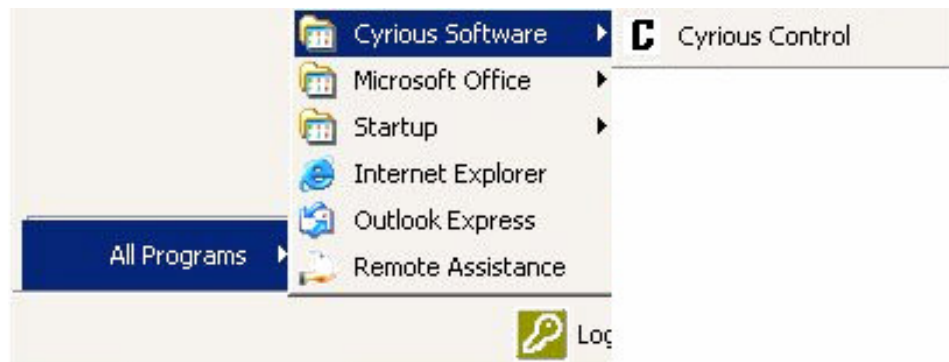 Cyrious Software
Cyrious Control
Microsoft Office
Startup
Internet Explorer
Outlook Express
All Programs
Remote Assistance
Log